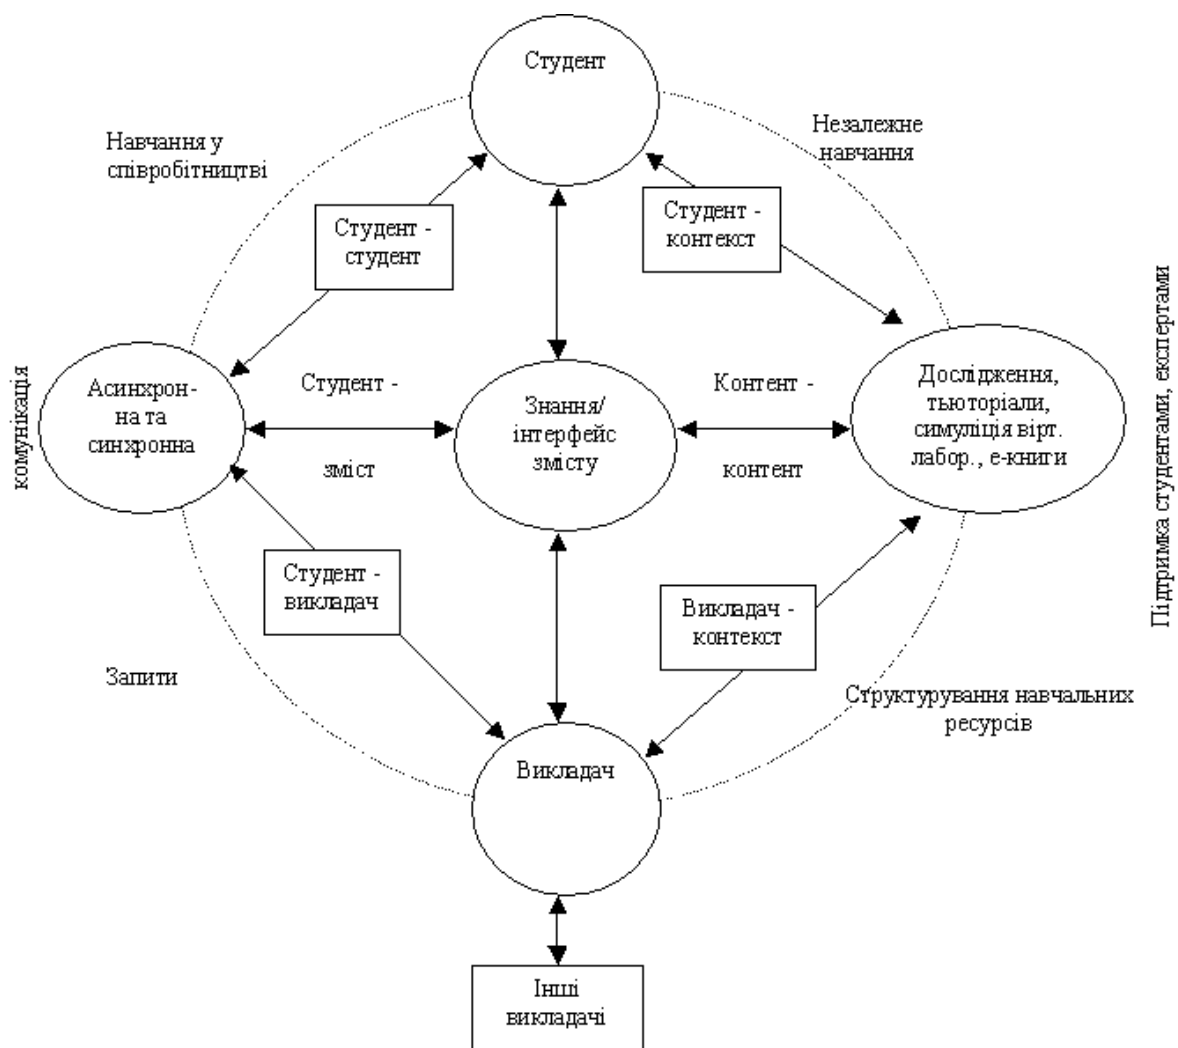 Студент
Навчання у
співробітництві
Незалежне
навчання
Студент -
студент
Студент -
контекст
комунікація
Асинхрон-
на та
синхронна
Студент -
зміст
Знання/
інтерфейс
змісту
Контент -
контент
Дослідження,
тьюторіали,
симуліція вірт.
лабор., е-книги
Підтримка студентами, експертами
Студент -
викладач
Викладач -
контекст
Запити
Структурування навчальних
ресурсів
Викладач
Інші
викладачі